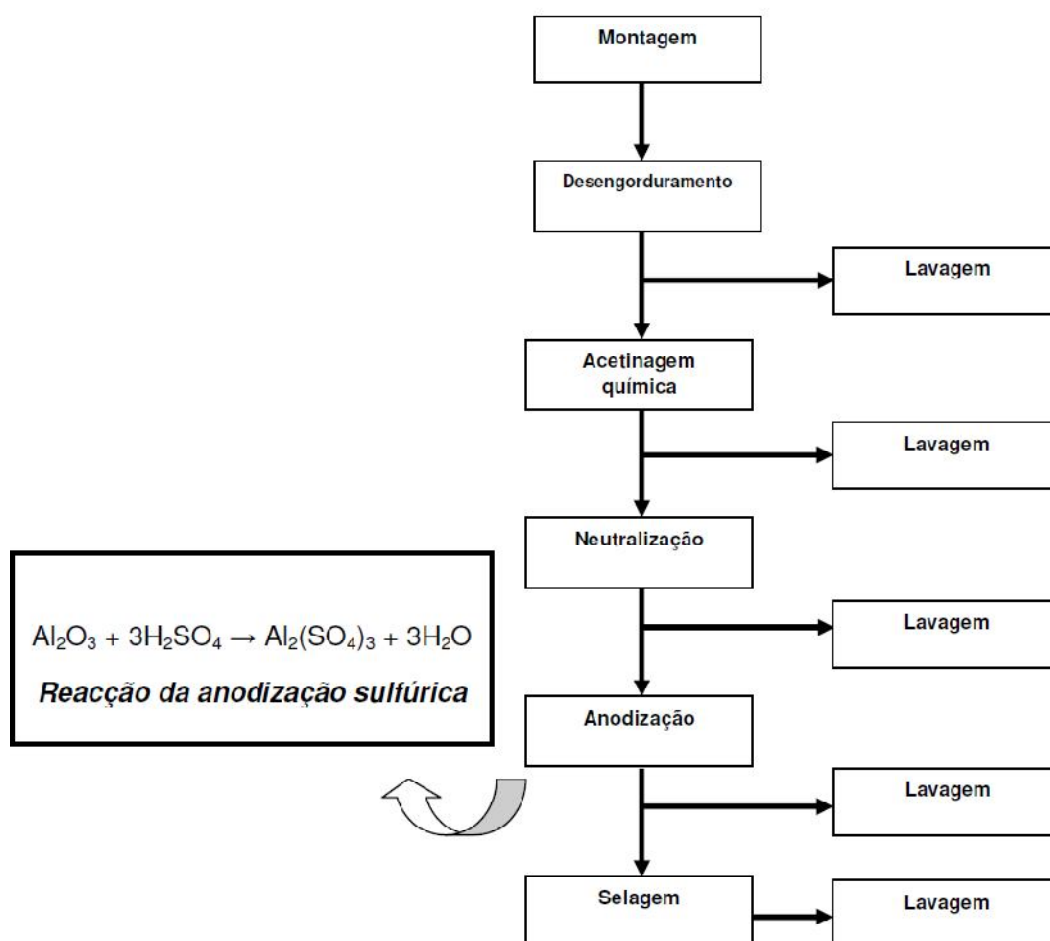 Montagem
Desengorduramento
Lavagem
Acetinagem
química
Lavagem
Neutralização
Lavagem
Al₂O₃ + 3H₂SO₄ → Al₂(SO₄)₃ + 3H₂O
Reacção da anodização sulfúrica
Anodização
Lavagem
Selagem
Lavagem